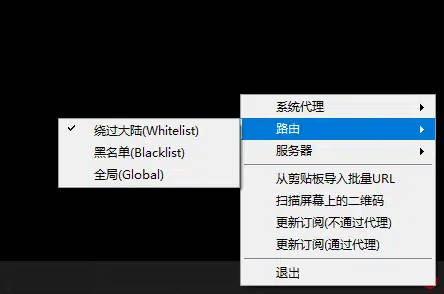 系统代理
路由
服务器
从剪贴板导入批量URL
扫描屏幕上的二维码
更新订阅(不通过代理)
更新订阅(通过代理)
退出
绕过大陆(Whitelist)
黑名单(Blacklist)
全局(Global)